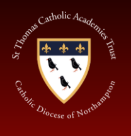 St Thomas Catholic Academies Trust
Catholic Diocese of Northampton